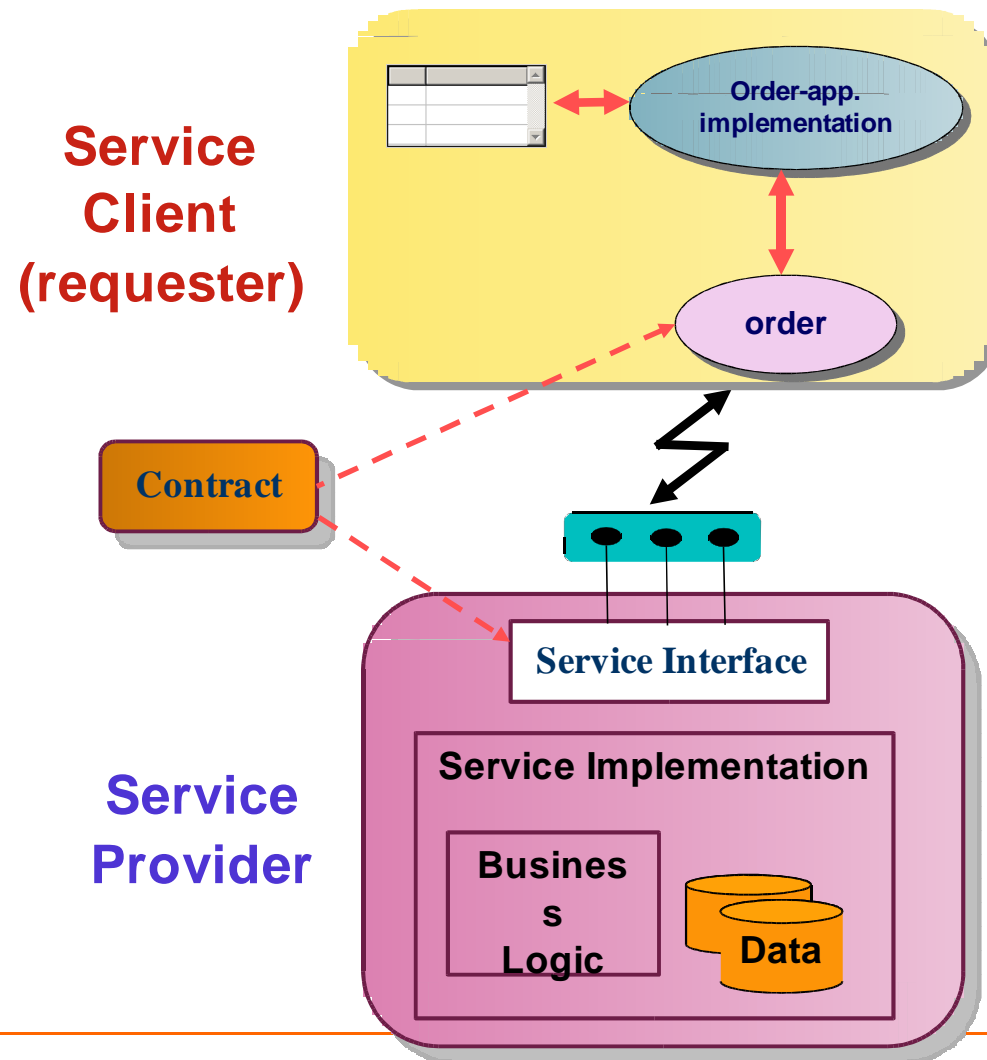 Order-app.
implementation
Service
Client
(requester)
order
Contract
Service Interface
Service Implementation
Service
Provider
Busines
s
Logic
Data